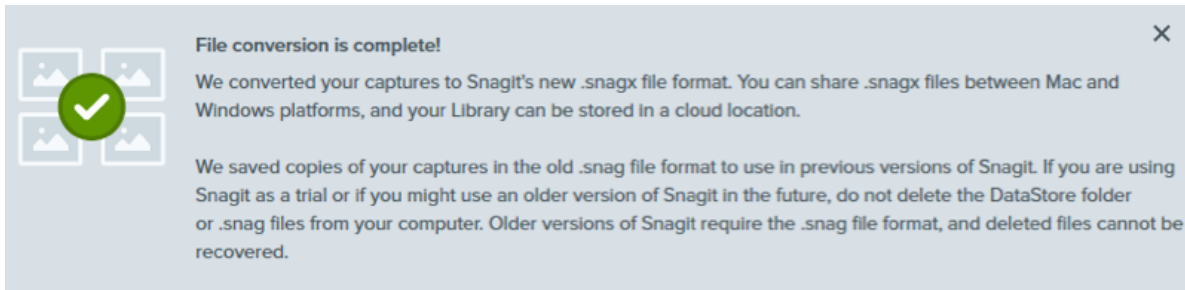 File conversion is complete!
We converted your captures to Snagit's new .snagx file format. You can share .snagx files between Mac and
Windows platforms, and your Library can be stored in a cloud location.
We saved copies of your captures in the old .snag file format to use in previous versions of Snagit. If you are using
Snagit as a trial or if you might use an older version of Snagit in the future, do not delete the DataStore folder
or .snag files from your computer. Older versions of Snagit require the .snag file format, and deleted files cannot be
recovered.